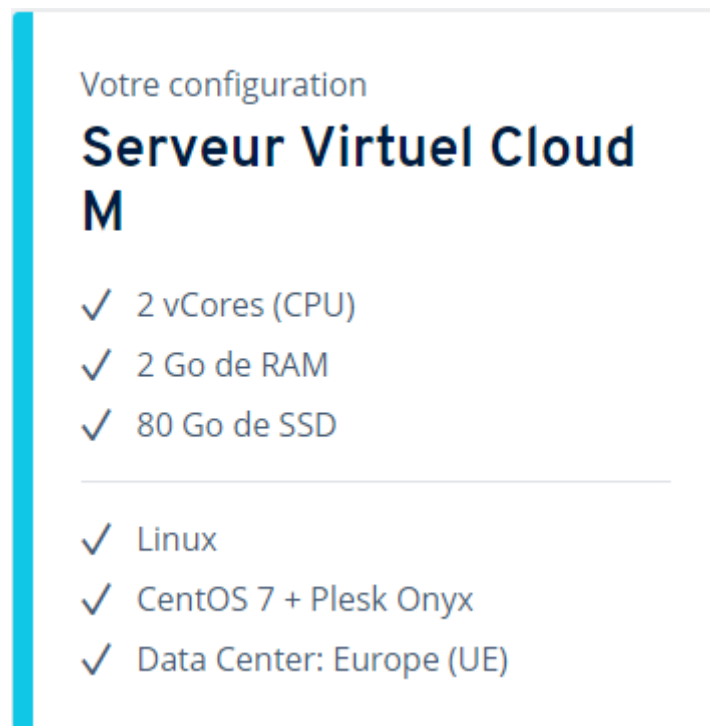 Votre configuration
Serveur Virtuel Cloud
M
2 vCores (CPU)
2 Go de RAM
80 Go de SSD
Linux
CentOS 7 + Plesk Onyx
Data Center: Europe (UE)